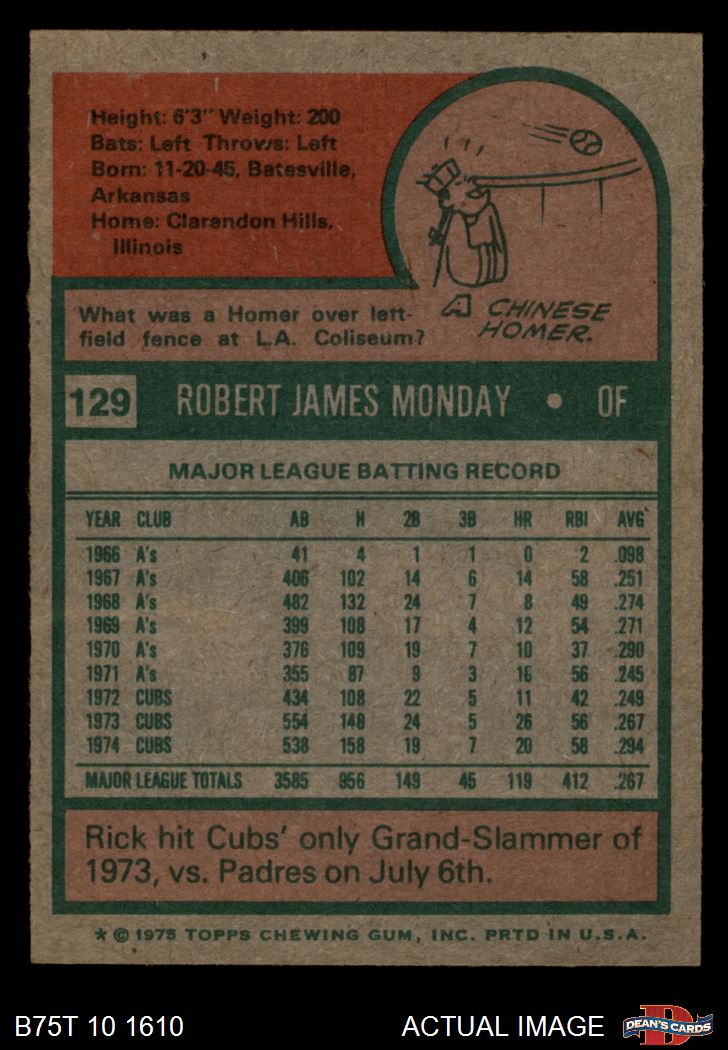 Height: 6'3" Weight: 200
Bats: Left Throws: Left
Born: 11-20-45, Batesville,
Arkansas
Home: Clarendon Hills,
Illinois
What was a Homer over left-
field fence at L.A. Coliseum?
A CHINESE
HOMER.
129 ROBERT JAMES MONDAY • OF
MAJOR LEAGUE BATTING RECORD
YEAR CLUB AB H 2B 3B HR RBI AVG
1966 A's 41 4 1 1 0 2 .098
1967 A's 406 102 14 6 14 58 .251
1968 A's 482 132 24 7 8 49 .274
1969 A's 399 108 17 4 12 54 .271
1970 A's 376 109 19 7 10 37 .290
1971 A's 355 87 9 3 18 56 .245
1972 CUBS 434 108 22 5 11 42 .249
1973 CUBS 554 148 24 5 26 56 .267
1974 CUBS 538 158 19 7 20 58 .294
MAJOR LEAGUE TOTALS 3585 956 149 45 119 412 .267
Rick hit Cubs' only Grand-Slammer of
1973, vs. Padres on July 6th.
* © 1975 TOPPS CHEWING GUM, INC. PRTD IN U.S.A.
B75T 10 1610 ACTUAL IMAGE
D
DEAN'S CARDS